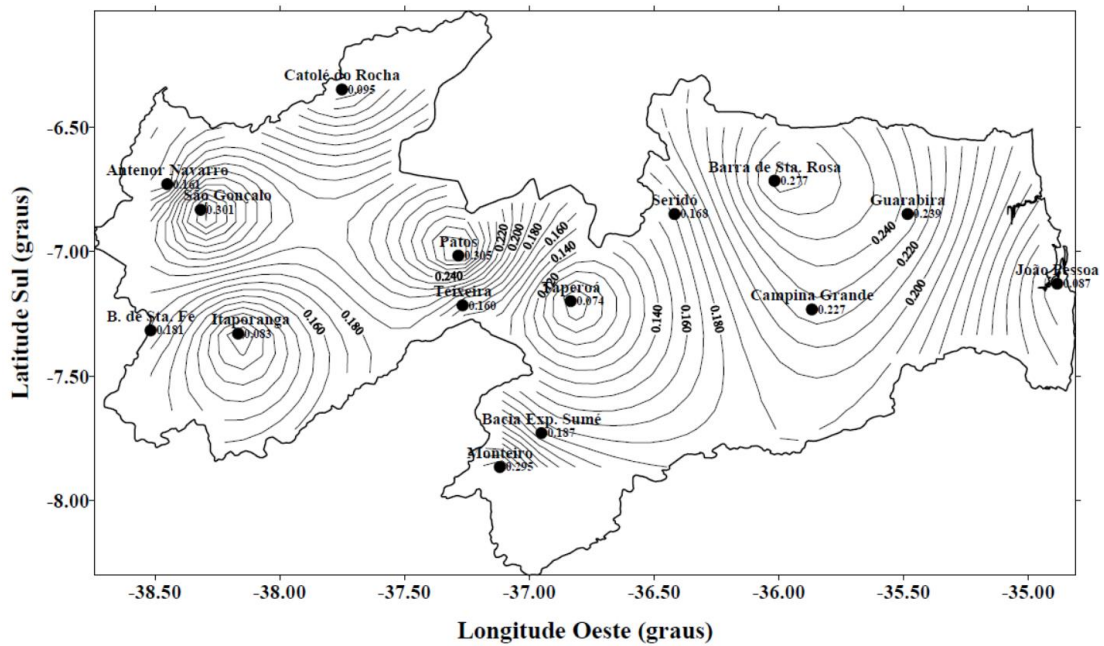 Catolé do Rocha
0.095
-6.50
Antenor Navarro
0.161
São Gonçalo
0.301
Barra de Sta. Rosa
0.277
Seridó
0.168
Guarabira
0.239
Patos
0.305
0.220
0.200
0.180
0.160
0.140
0.240
0.220
0.200
-7.00
0.240
0.120
João Pessoa
0.087
Teixeira
0.160
Taperoá
0.074
Campina Grande
0.227
B. de Sta. Fé
0.181
Itaporanga
0.083
0.160
0.180
0.140
0.160
0.180
-7.50
Bacia Exp. Sumé
0.187
Monteiro
0.295
-8.00
Latitude Sul (graus)
-38.50
-38.00
-37.50
-37.00
-36.50
-36.00
-35.50
-35.00
Longitude Oeste (graus)